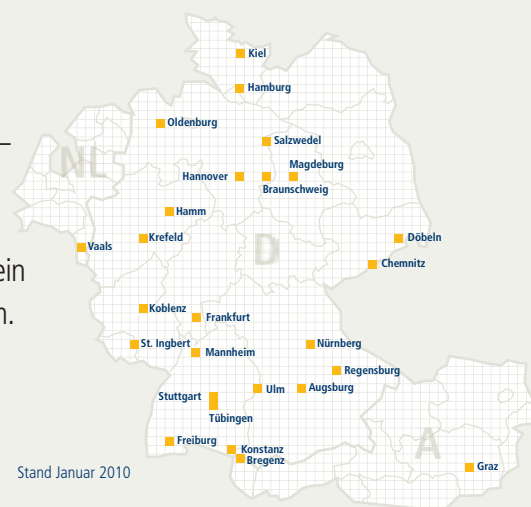 Kiel
Hamburg
Oldenburg
–
Salzwedel
NL
Magdeburg
Hannover
Braunschweig
Hamm
Krefeld
Döbeln
Vaals
D
Chemnitz
ein
n.
Koblenz
Frankfurt
St. Ingbert
Nürnberg
Mannheim
Regensburg
Stuttgart
Ulm
Augsburg
Tübingen
Freiburg
Konstanz
A
Bregenz
Graz
Stand Januar 2010